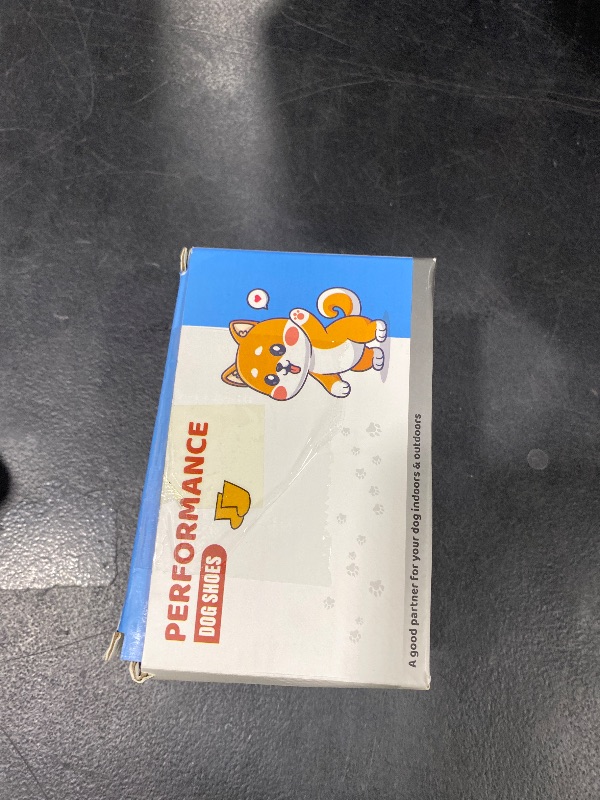 PERFORMANCE
DOG SHOES
A good partner for your dog indoors & outdoors